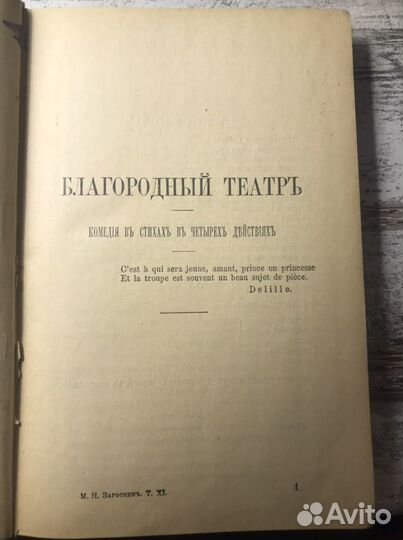 БЛАГОРОДНЫЙ ТЕАТРЪ
КОМЕДІЯ ВЪ СТИХАХЪ ВЪ ЧЕТЫРЕХЪ ДѢЙСТВІЯХЪ
C'est à qui sera jeune, amant, prince on princesse
Et la troupe est souvent un beau sujet de pièce.
Delille.
М. Н. Загоскинъ. Т. XI.
1
Avito